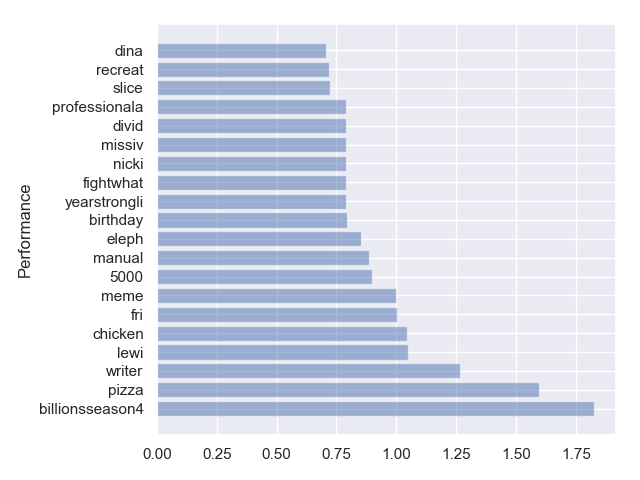 dina
recreat
slice
professionala
divid
missiv
nicki
fightwhat
yearstrongli
birthday
eleph
manual
5000
meme
fri
chicken
lewi
writer
pizza
billionsseason4
Performance
0.00 0.25 0.50 0.75 1.00 1.25 1.50 1.75